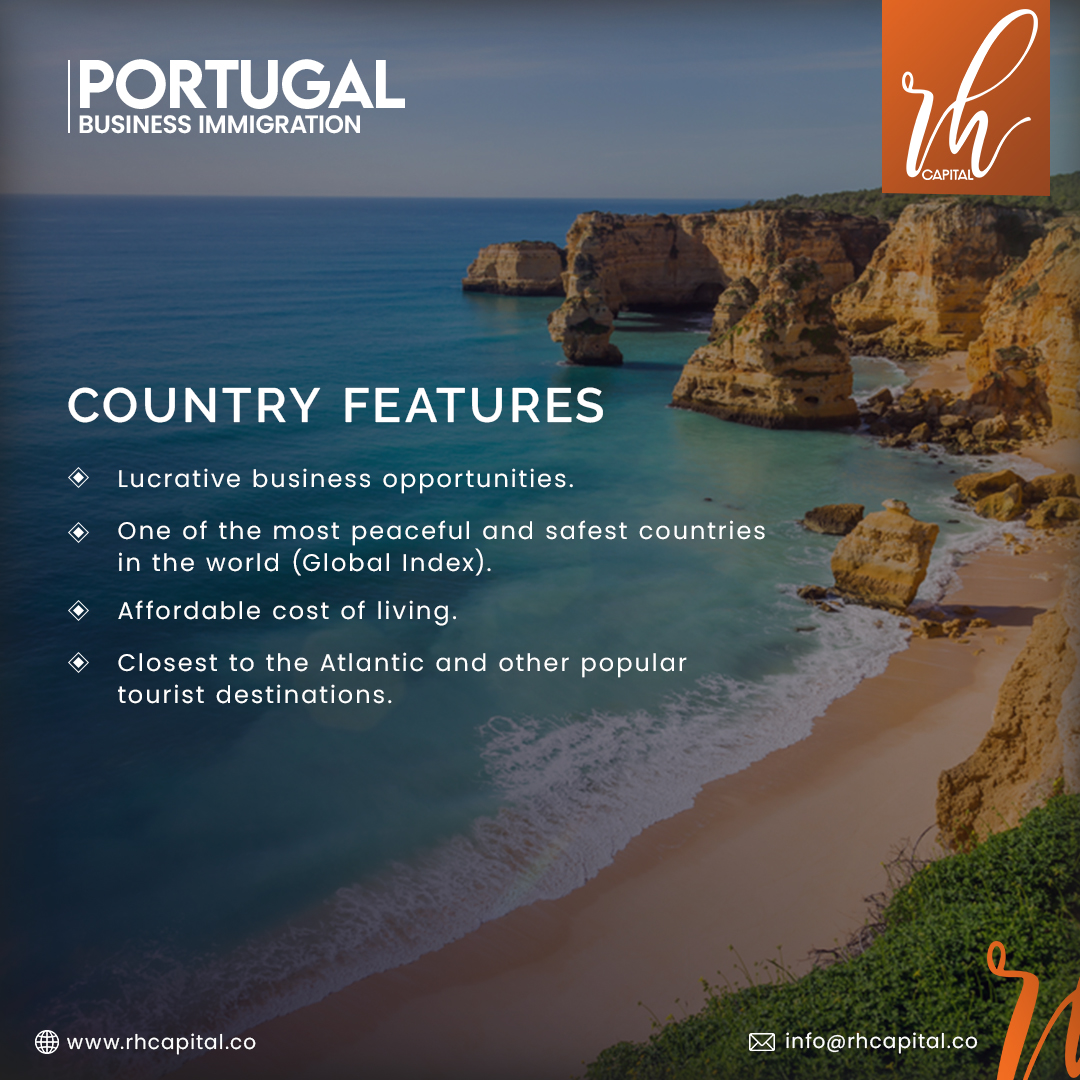 PORTUGAL
BUSINESS IMMIGRATION
rh
CAPITAL
COUNTRY FEATURES
Lucrative business opportunities.
One of the most peaceful and safest countries
in the world (Global Index).
Affordable cost of living.
Closest to the Atlantic and other popular
tourist destinations.
www.rhcapital.co
info@rhcapital.co